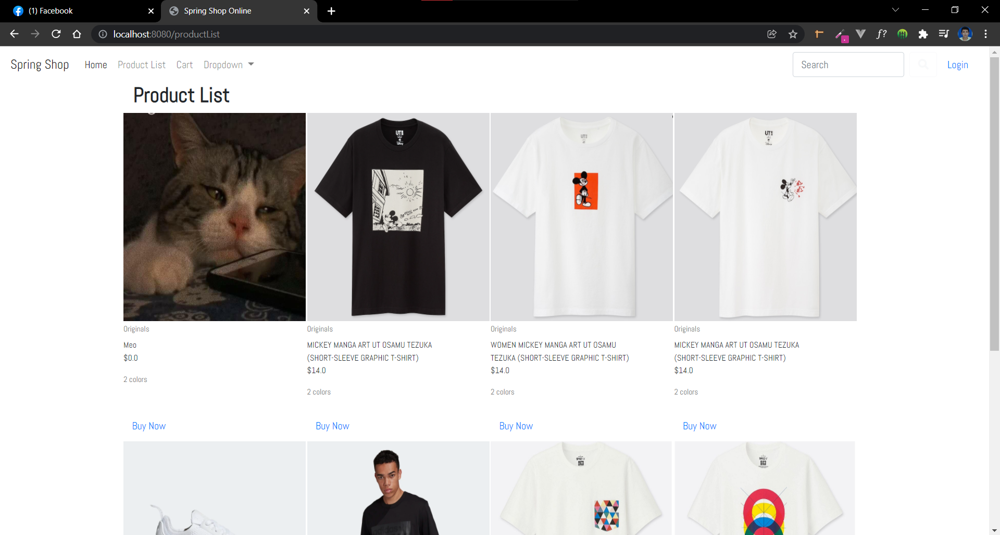 (1) Facebook
Spring Shop Online
localhost:8080/productList
f?
Spring Shop
Home
Product List
Cart
Dropdown
Search
Login
Product List
UT
UT
UT
Originals
Originals
Originals
Originals
Meo
$0.0
2 colors
MICKEY MANGA ART UT OSAMU TEZUKA
(SHORT-SLEEVE GRAPHIC T-SHIRT)
$14.0
2 colors
WOMEN MICKEY MANGA ART UT OSAMU
TEZUKA (SHORT-SLEEVE GRAPHIC T-SHIRT)
$14.0
2 colors
MICKEY MANGA ART UT OSAMU TEZUKA
(SHORT-SLEEVE GRAPHIC T-SHIRT)
$14.0
2 colors
Buy Now
Buy Now
Buy Now
Buy Now